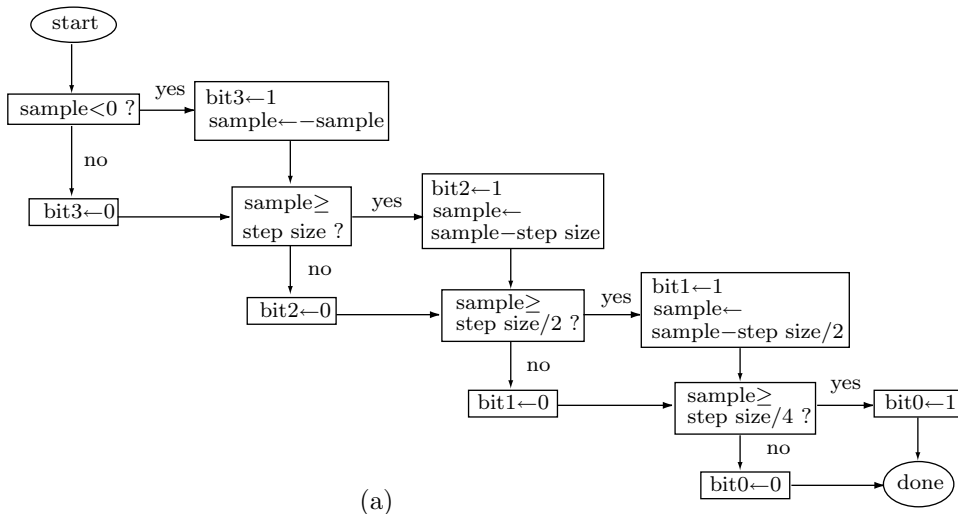 start
sample<0 ?
yes
bit3←1
sample←−sample
no
bit3←0
sample≥
step size ?
yes
bit2←1
sample←
sample−step size
no
bit2←0
sample≥
step size/2 ?
yes
bit1←1
sample←
sample−step size/2
no
bit1←0
sample≥
step size/4 ?
yes
bit0←1
no
bit0←0
done
(a)